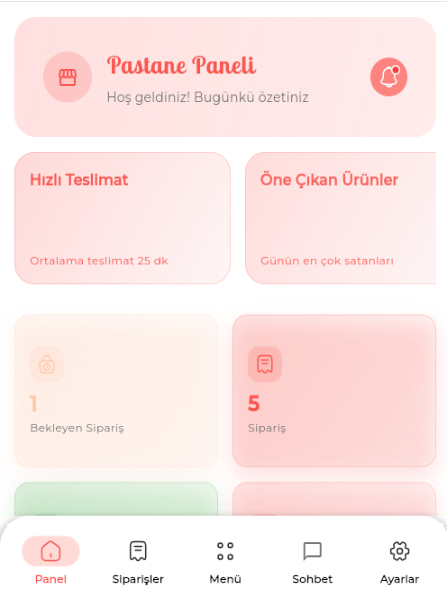 Pastane Paneli
Hoş geldiniz! Bugünkü özetiniz
Hızlı Teslimat
Öne Çıkan Ürünler
Ortalama teslimat 25 dk
Günün en çok satanları
1
5
Bekleyen Sipariş
Sipariş
Panel
Siparişler
Menü
Sohbet
Ayarlar